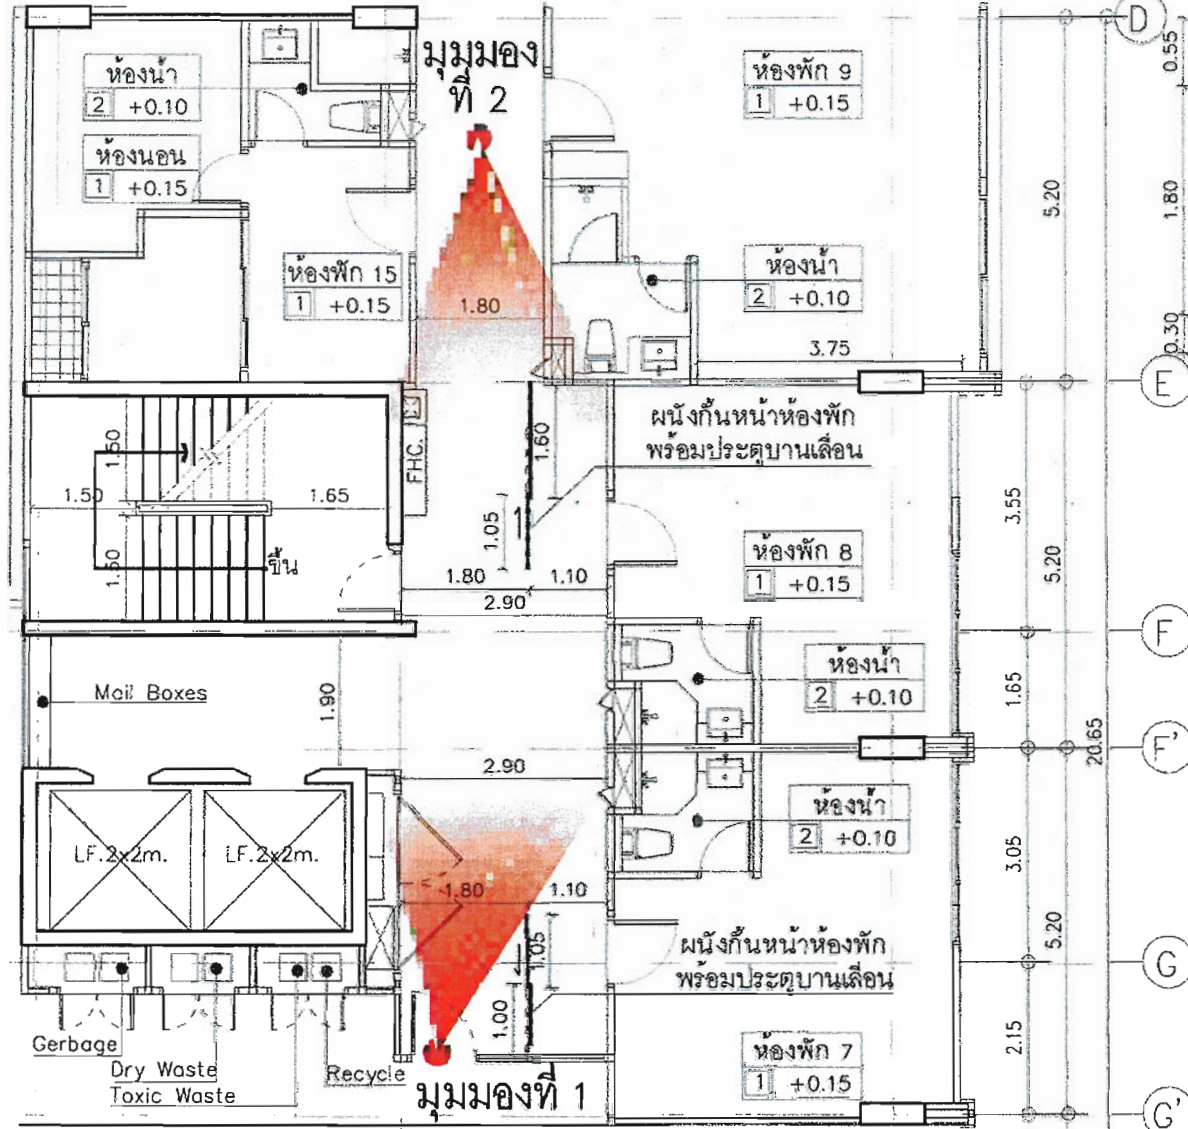 D
0.55
มุมมอง
ที่ 2
ห้องน้ำ
2 +0.10
ห้องนอน
1 +0.15
ห้องพัก 9
1 +0.15
5.20
1.80
ห้องพัก 15
1 +0.15
1.80
ห้องน้ำ
2 +0.10
0.30
3.75
E
ผนังกั้นหน้าห้องพัก
พร้อมประตูบานเลื่อน
1.60
FHC.
1.50
1.50
1.65
1.05
3.55
5.20
ห้องพัก 8
1 +0.15
1.50
ขึ้น
1.80
1.10
2.90
F
ห้องน้ำ
2 +0.10
Mail Boxes
1.90
1.65
20.65
F'
2.90
ห้องน้ำ
2 +0.10
LF.2x2m.
LF.2x2m.
3.05
1.80
1.10
5.20
1.05
ผนังกั้นหน้าห้องพัก
พร้อมประตูบานเลื่อน
G
1.00
2.15
Gerbage
Dry Waste
Toxic Waste
Recycle
ห้องพัก 7
1 +0.15
มุมมองที่ 1
G'